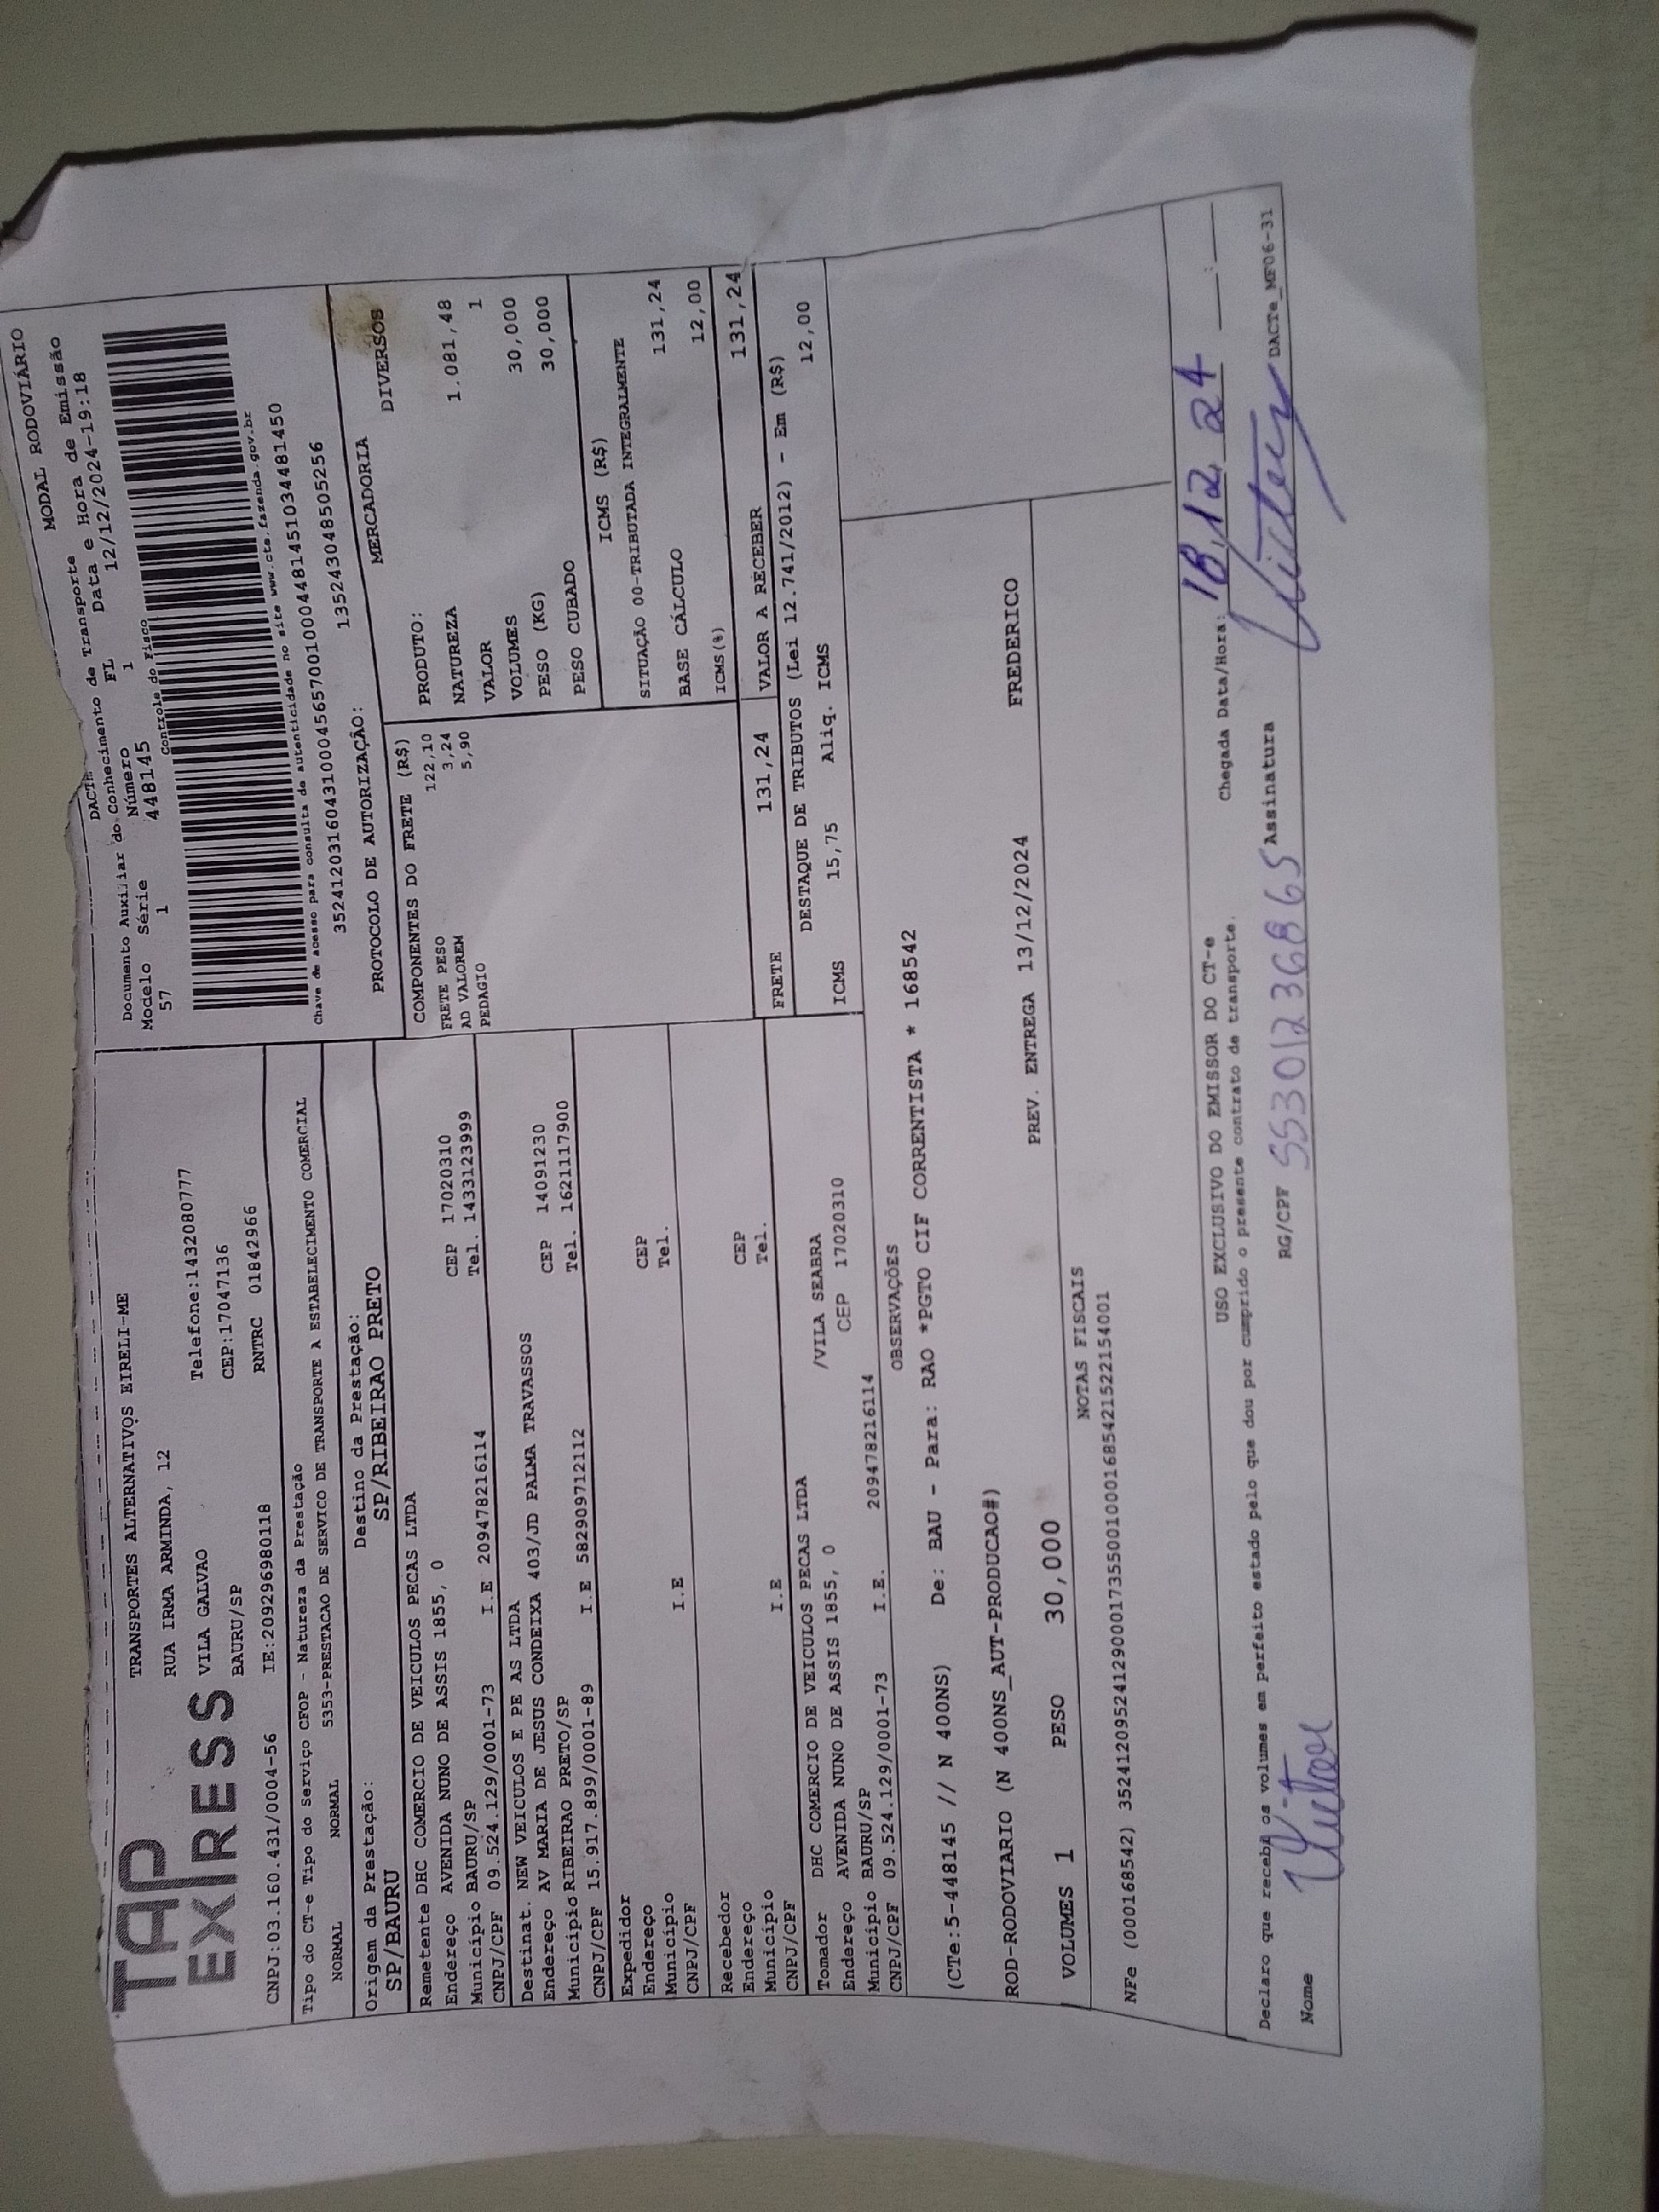 TAP
EXPRESS
TRANSPORTES ALTERNATIVOS EIRELI-ME
RUA IRMA ARMINDA, 12
VILA GALVAO Telefone:1432080777
BAURU/SP CEP:17047136
CNPJ:03.160.431/0004-56 IE:209296980118 RNTRC 01842966
DACTE MODAL RODOVIÁRIO
Documento Auxiliar do Conhecimento de Transporte
Modelo Série Número FL Data e Hora de Emissão
57 1 448145 1 12/12/2024-19:18
Controle do Fisco
Chave de acesso para consulta de autenticidade no site www.cte.fazenda.gov.br
35241203160431000456570010004481451034481450
PROTOCOLO DE AUTORIZAÇÃO: 135243048505256
Tipo do CT-e Tipo do Serviço CFOP - Natureza da Prestação
NORMAL NORMAL 5353-PRESTACAO DE SERVICO DE TRANSPORTE A ESTABELECIMENTO COMERCIAL
Origem da Prestação: Destino da Prestação:
SP/BAURU SP/RIBEIRAO PRETO
Remetente DHC COMERCIO DE VEICULOS PECAS LTDA
Endereço AVENIDA NUNO DE ASSIS 1855, 0
Município BAURU/SP CEP 17020310
CNPJ/CPF 09.524.129/0001-73 I.E 209478216114 Tel. 1433123999
Destinat. NEW VEICULOS E PE AS LTDA
Endereço AV MARIA DE JESUS CONDEIXA 403/JD PALMA TRAVASSOS
Município RIBEIRAO PRETO/SP CEP 14091230
CNPJ/CPF 15.917.899/0001-89 I.E 582909712112 Tel. 1621117900
Expedidor
Endereço
Município CEP
CNPJ/CPF I.E Tel.
Recebedor
Endereço
Município CEP
CNPJ/CPF I.E Tel.
Tomador DHC COMERCIO DE VEICULOS PECAS LTDA
Endereço AVENIDA NUNO DE ASSIS 1855, 0 /VILA SEABRA
Município BAURU/SP CEP 17020310
CNPJ/CPF 09.524.129/0001-73 I.E. 209478216114
COMPONENTES DO FRETE (R$)
FRETE PESO 122,10
AD VALOREM 3,24
PEDAGIO 5,90
MERCADORIA
PRODUTO: DIVERSOS
NATUREZA
VALOR 1.081,48
VOLUMES 1
PESO (KG) 30,000
PESO CUBADO 30,000
ICMS (R$)
SITUAÇÃO 00-TRIBUTADA INTEGRALMENTE
BASE CÁLCULO 131,24
ICMS(%) 12,00
FRETE 131,24 VALOR A RECEBER 131,24
DESTAQUE DE TRIBUTOS (Lei 12.741/2012) - Em (R$)
ICMS 15,75 Aliq. ICMS 12,00
OBSERVAÇÕES
(CTe:5-448145 // N 400NS) De: BAU - Para: RAO *PGTO CIF CORRENTISTA * 168542
ROD-RODOVIARIO (N 400NS_AUT-PRODUCAO#)
VOLUMES 1 PESO 30,000 PREV. ENTREGA 13/12/2024 FREDERICO
NOTAS FISCAIS
NFe (000168542) 35241209524129000173550010001685421522154001
USO EXCLUSIVO DO EMISSOR DO CT-e
Declaro que recebi os volumes em perfeito estado pelo que dou por cumprido o presente contrato de transporte.
Chegada Data/Hora: 18,12,24 __:__
Nome RG/CPF 55301236865 Assinatura DACTe_MF06-31